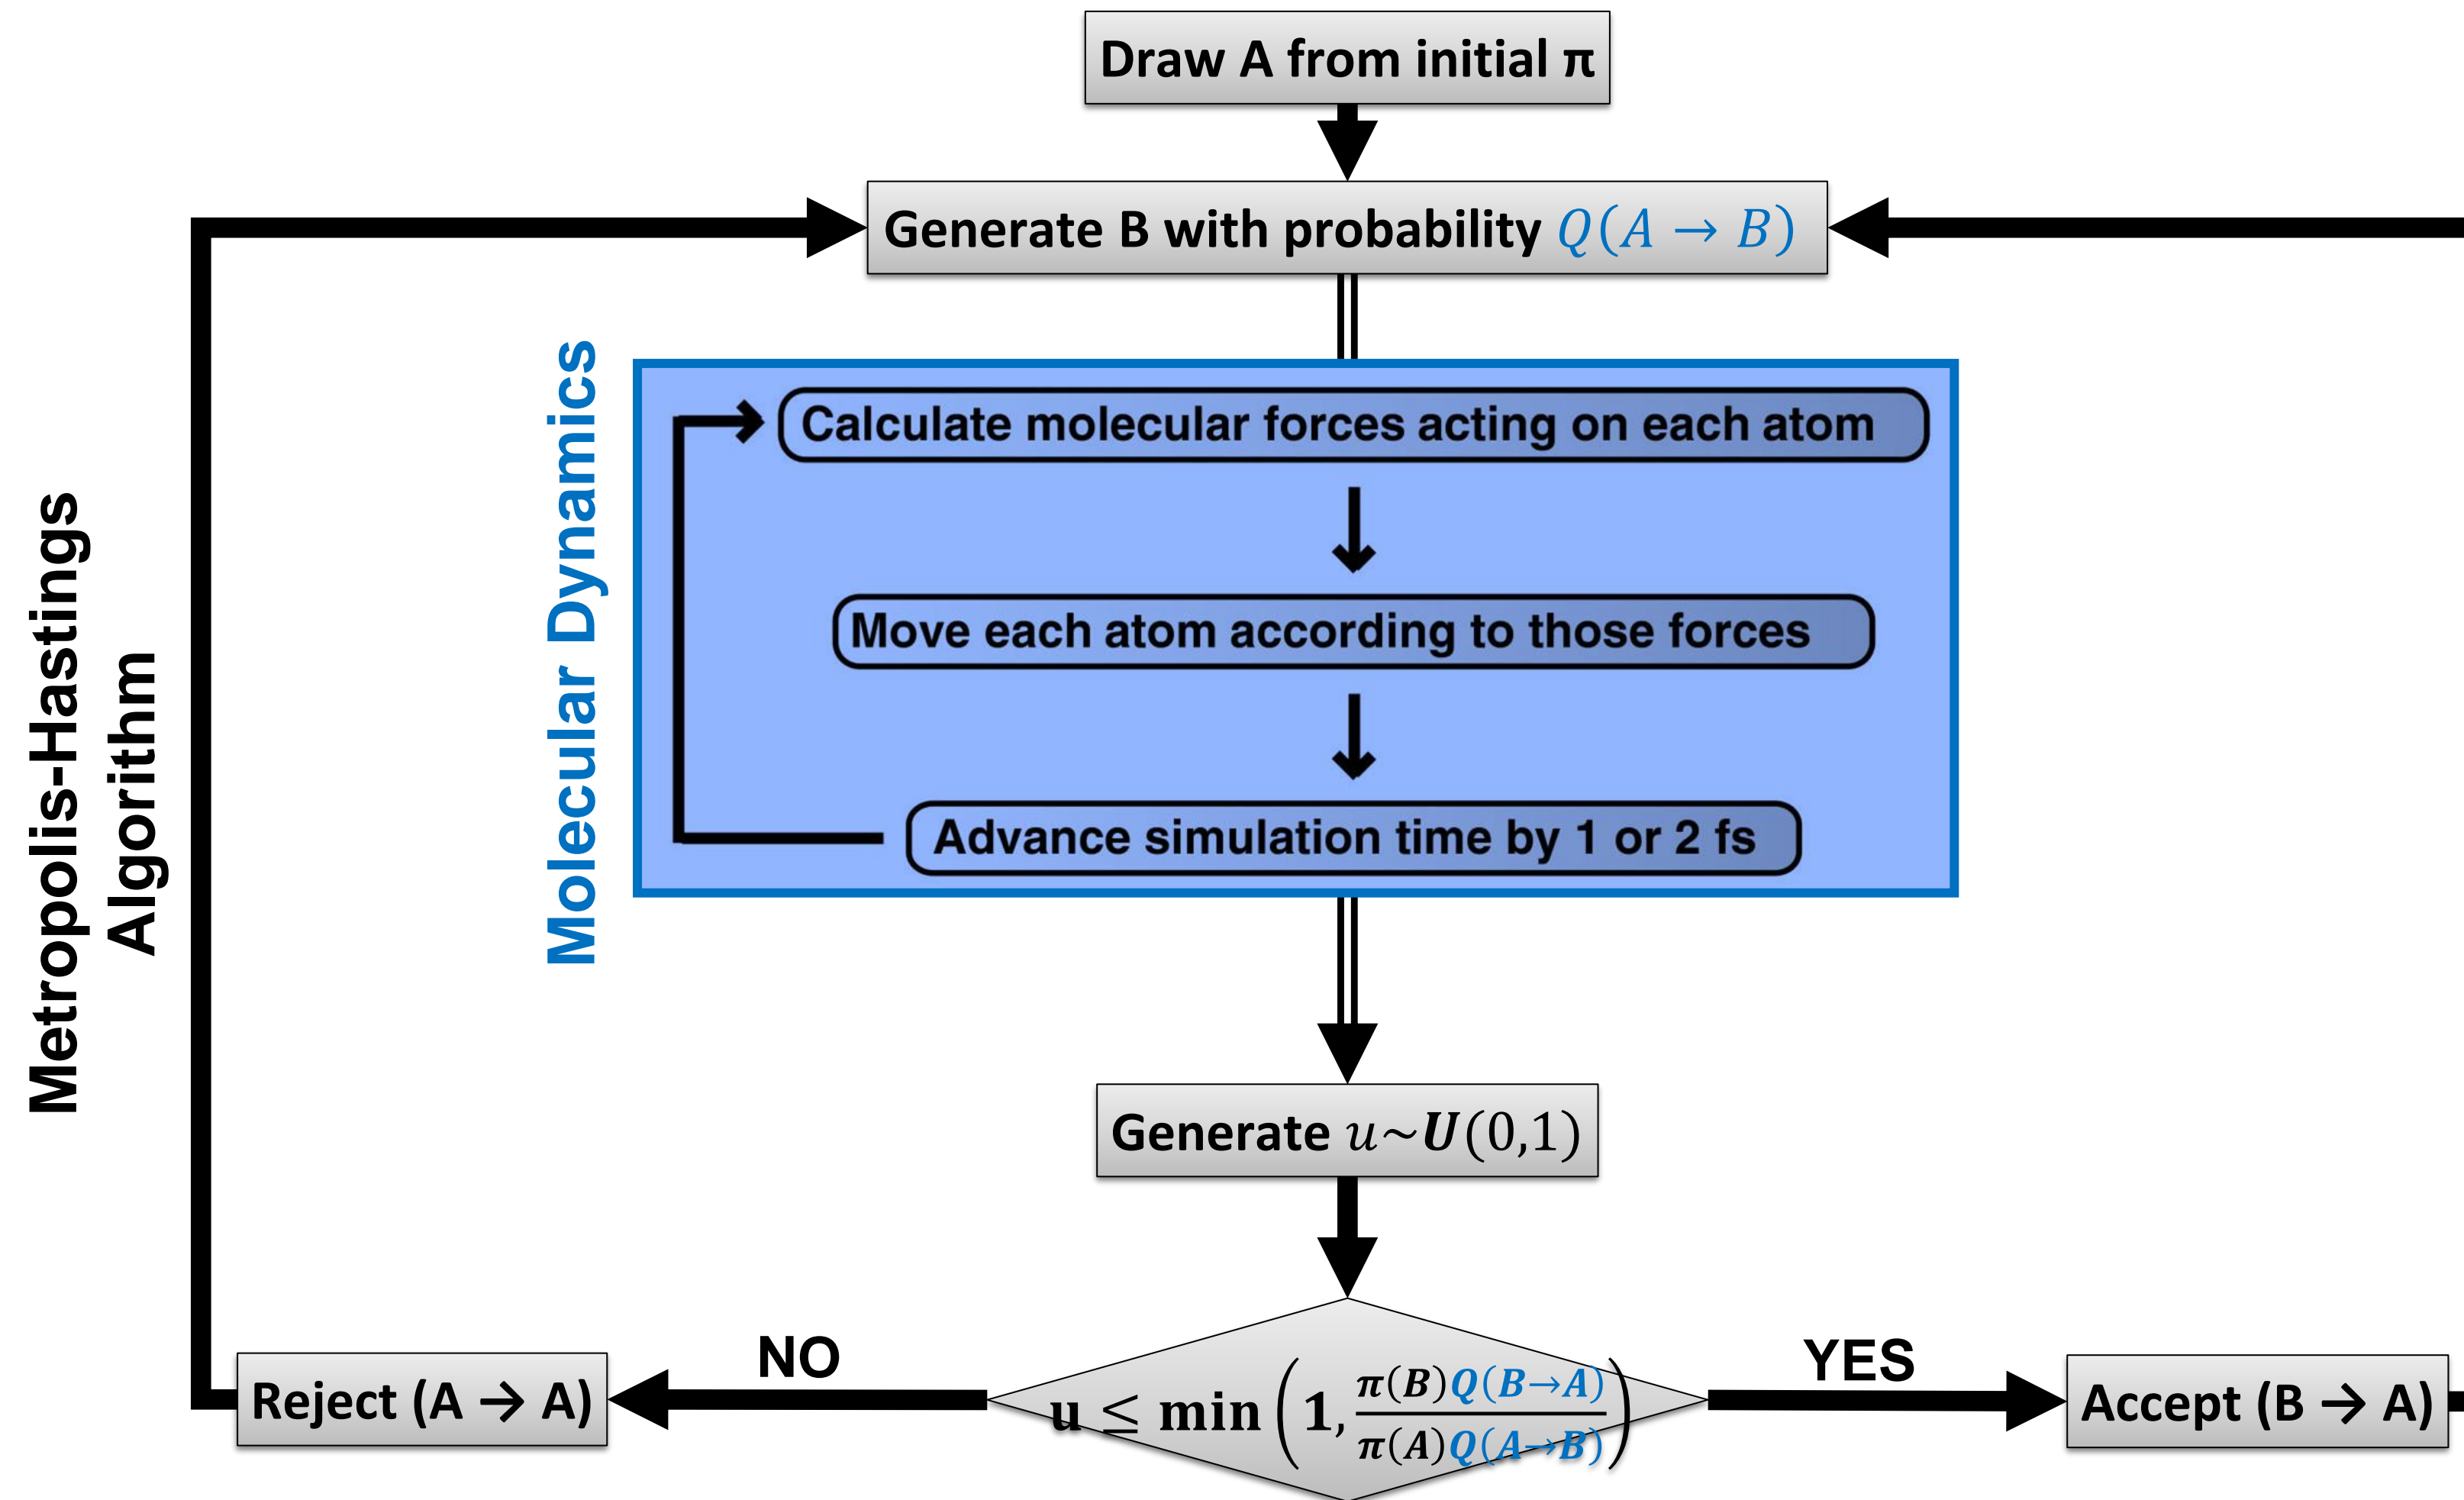 Draw A from initial π
Generate B with probability Q(A → B)
Metropolis-Hastings
Algorithm
Molecular Dynamics
Calculate molecular forces acting on each atom
Move each atom according to those forces
Advance simulation time by 1 or 2 fs
Generate u~U(0,1)
NO
YES
Reject (A → A)
u ≤ min(1, π(B)Q(B→A) / π(A)Q(A→B))
Accept (B → A)